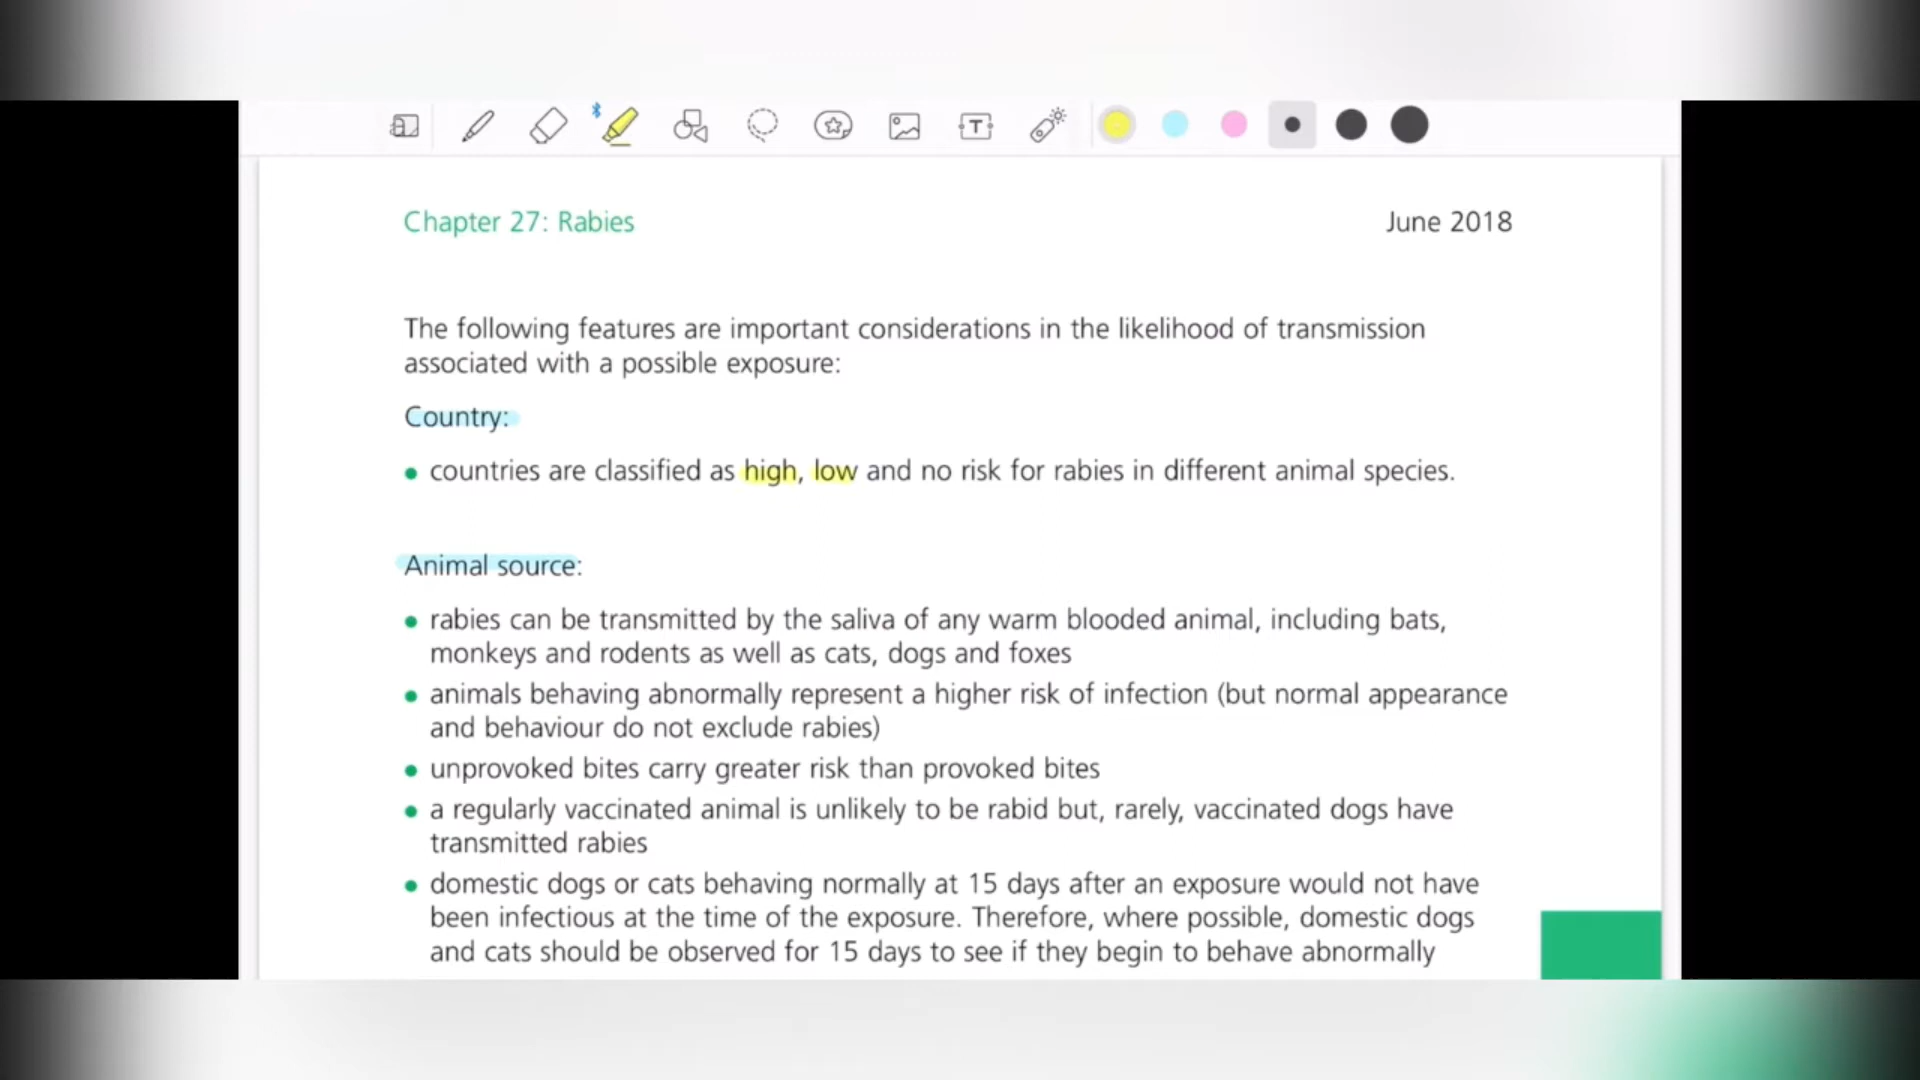 Chapter 27: Rabies
June 2018
The following features are important considerations in the likelihood of transmission
associated with a possible exposure:
Country:
• countries are classified as high, low and no risk for rabies in different animal species.
Animal source:
• rabies can be transmitted by the saliva of any warm blooded animal, including bats,
monkeys and rodents as well as cats, dogs and foxes
• animals behaving abnormally represent a higher risk of infection (but normal appearance
and behaviour do not exclude rabies)
• unprovoked bites carry greater risk than provoked bites
• a regularly vaccinated animal is unlikely to be rabid but, rarely, vaccinated dogs have
transmitted rabies
• domestic dogs or cats behaving normally at 15 days after an exposure would not have
been infectious at the time of the exposure. Therefore, where possible, domestic dogs
and cats should be observed for 15 days to see if they begin to behave abnormally